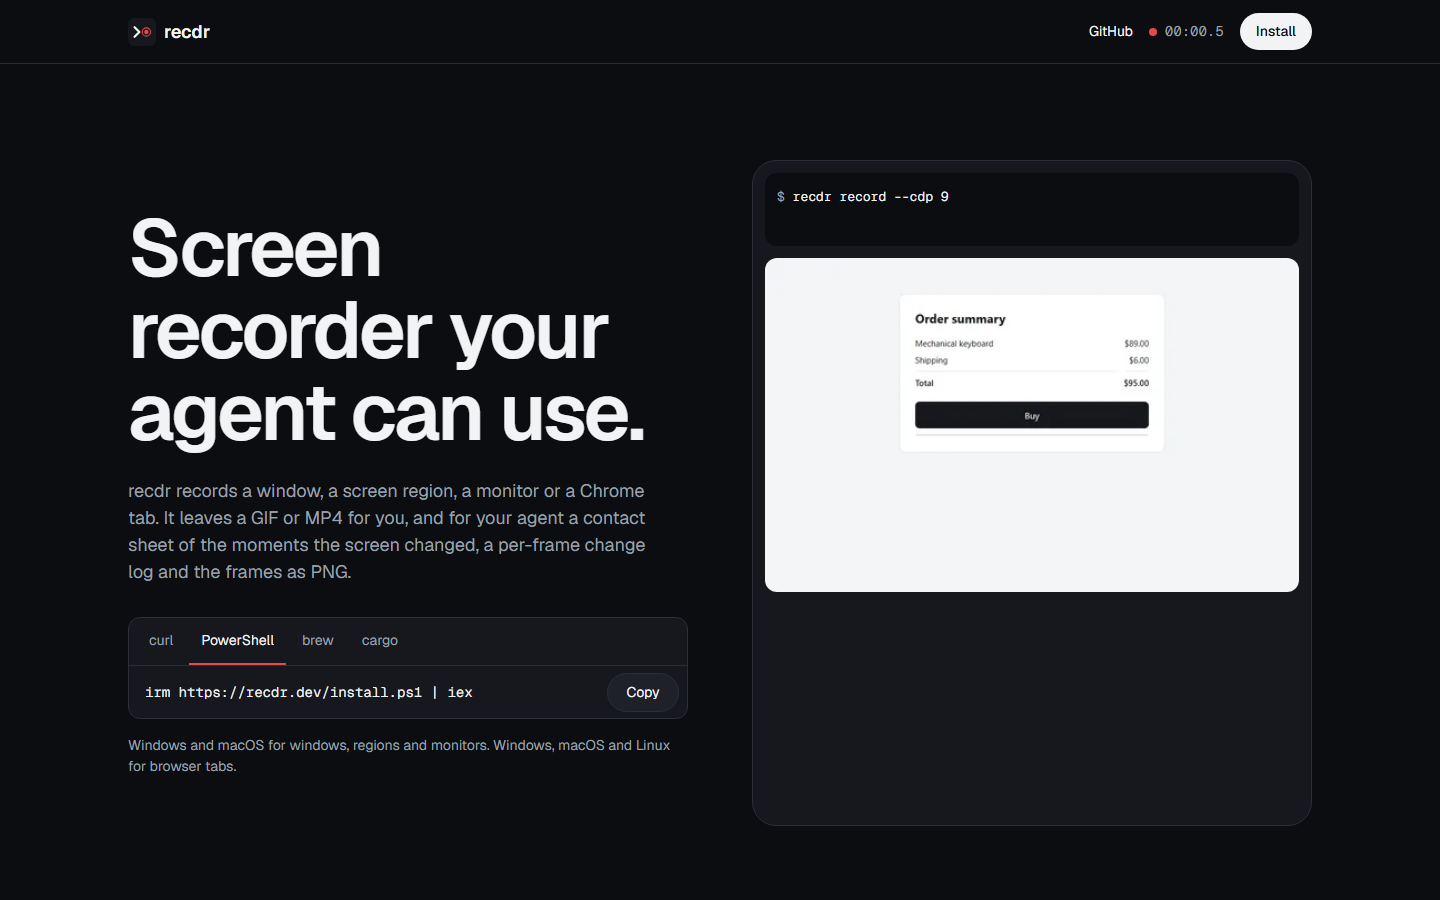 recdr
GitHub
00:00.5
Install
Screen
recorder your
agent can use.
recdr records a window, a screen region, a monitor or a Chrome
tab. It leaves a GIF or MP4 for you, and for your agent a contact
sheet of the moments the screen changed, a per-frame change
log and the frames as PNG.
curl
PowerShell
brew
cargo
irm https://recdr.dev/install.ps1 | iex
Copy
Windows and macOS for windows, regions and monitors. Windows, macOS and Linux
for browser tabs.
$ recdr record --cdp 9
Order summary
Mechanical keyboard $89.00
Shipping $6.00
Total $95.00
Buy